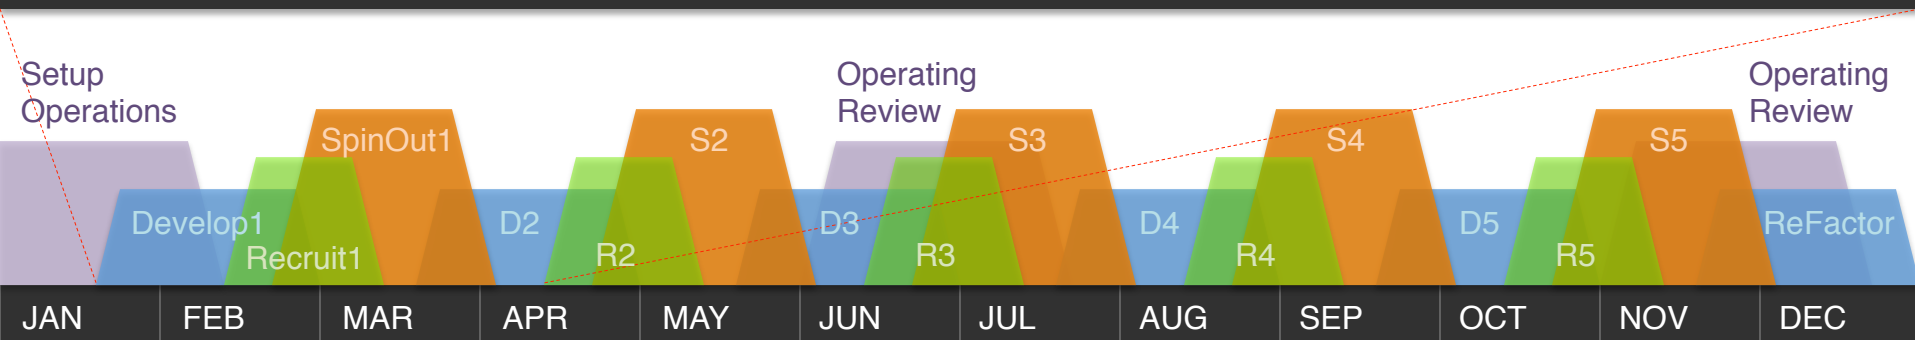 Setup
Operations
Operating
Review
Operating
Review
SpinOut1
S2
S3
S4
S5
Develop1
D2
D3
D4
D5
ReFactor
Recruit1
R2
R3
R4
R5
JAN
FEB
MAR
APR
MAY
JUN
JUL
AUG
SEP
OCT
NOV
DEC